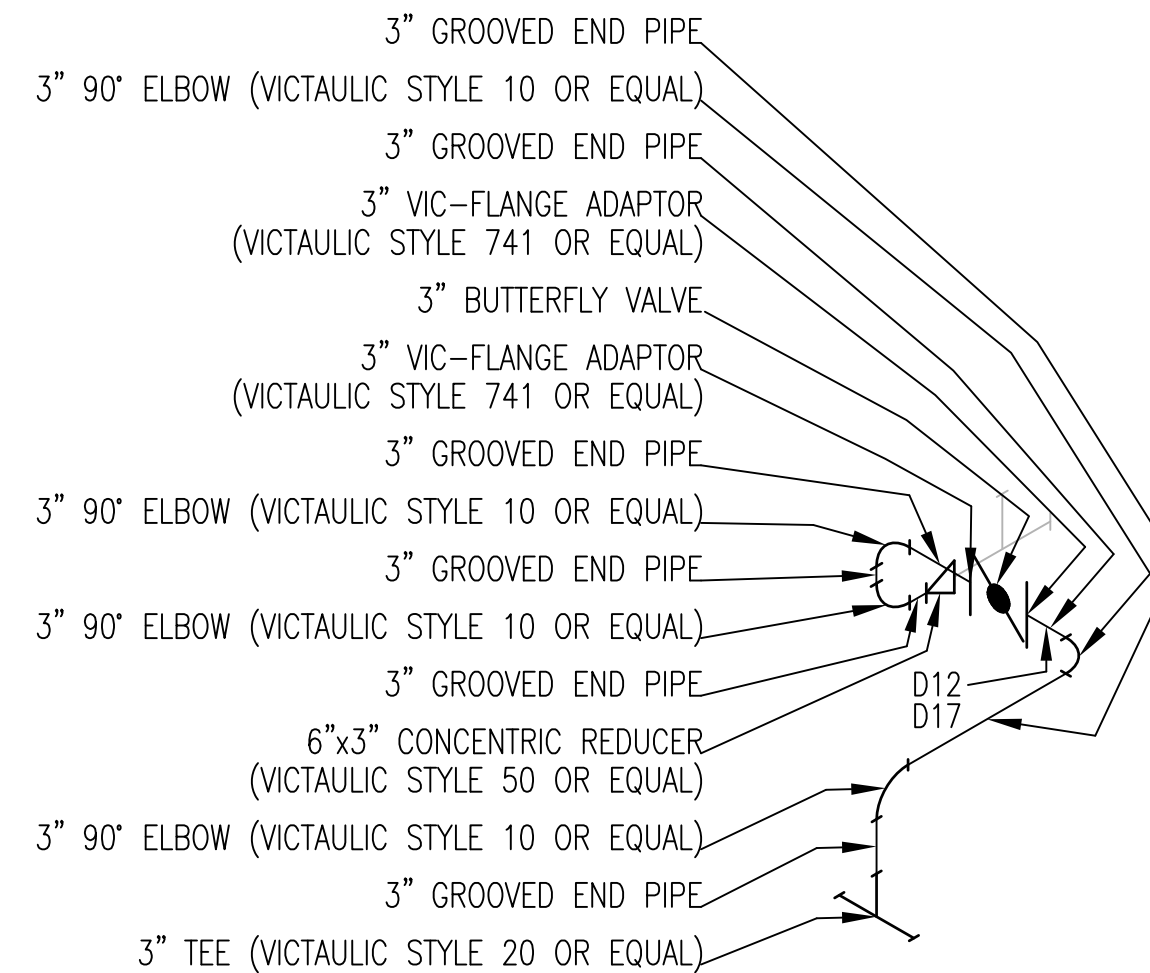 3” GROOVED END PIPE
3” 90° ELBOW (VICTAULIC STYLE 10 OR EQUAL)
3” GROOVED END PIPE
3” VIC-FLANGE ADAPTOR
(VICTAULIC STYLE 741 OR EQUAL)
3” BUTTERFLY VALVE
3” VIC-FLANGE ADAPTOR
(VICTAULIC STYLE 741 OR EQUAL)
3” GROOVED END PIPE
3” 90° ELBOW (VICTAULIC STYLE 10 OR EQUAL)
3” GROOVED END PIPE
3” 90° ELBOW (VICTAULIC STYLE 10 OR EQUAL)
3” GROOVED END PIPE
D12
D17
6”x3” CONCENTRIC REDUCER
(VICTAULIC STYLE 50 OR EQUAL)
3” 90° ELBOW (VICTAULIC STYLE 10 OR EQUAL)
3” GROOVED END PIPE
3” TEE (VICTAULIC STYLE 20 OR EQUAL)